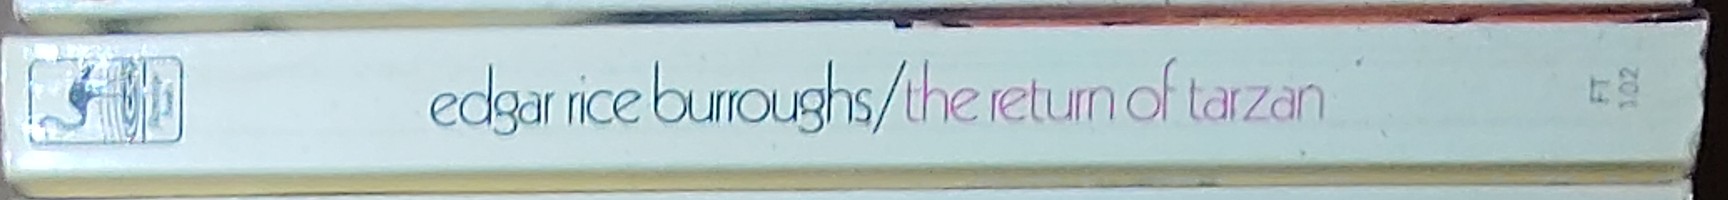 edgar rice burroughs/the return of tarzan
FT
102